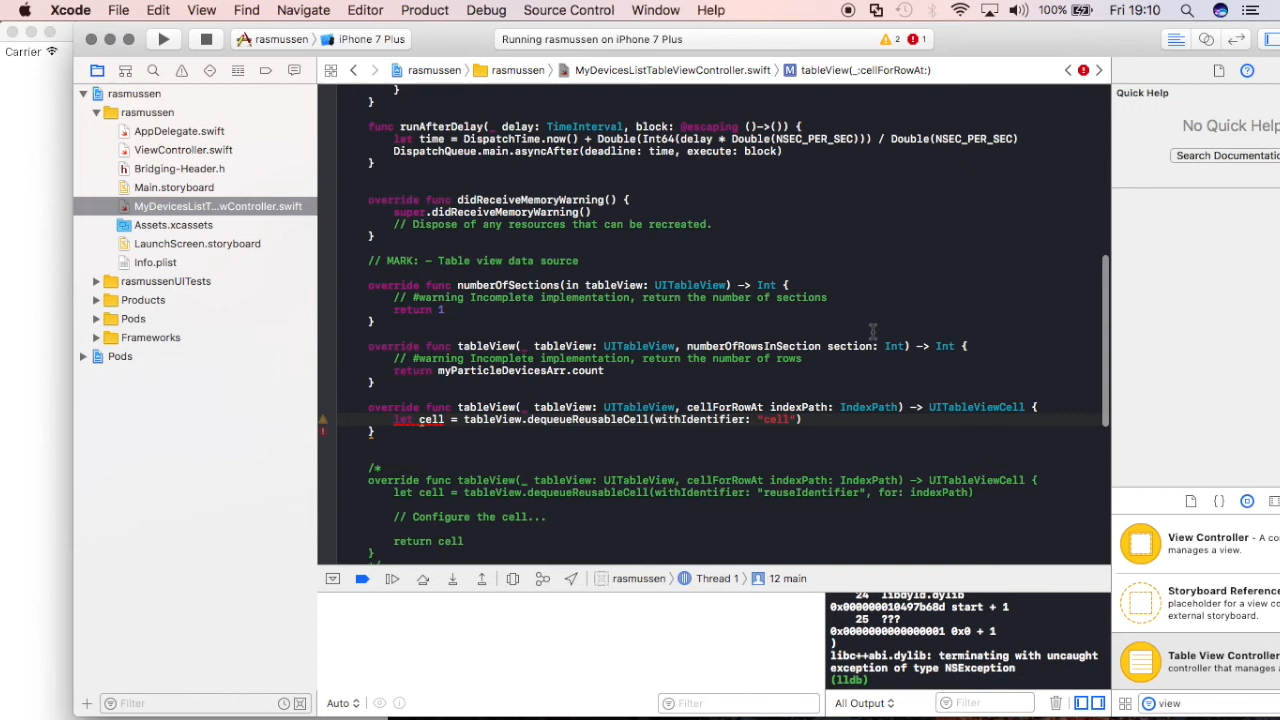 Xcode File Edit View Find Navigate Editor Product Debug Source Control Window Help 100% Fri 19:10
Carrier
rasmussen iPhone 7 Plus Running rasmussen on iPhone 7 Plus 2 1
rasmussen rasmussen MyDevicesListTableViewController.swift M tableView(_:cellForRowAt:)
rasmussen
rasmussen
AppDelegate.swift
ViewController.swift
Bridging-Header.h
Main.storyboard
MyDevicesListT...wController.swift
Assets.xcassets
LaunchScreen.storyboard
Info.plist
rasmussenUITests
Products
Pods
Frameworks
Pods
Filter
}
}
func runAfterDelay(_ delay: TimeInterval, block: @escaping ()->()) {
let time = DispatchTime.now() + Double(Int64(delay * Double(NSEC_PER_SEC))) / Double(NSEC_PER_SEC)
DispatchQueue.main.asyncAfter(deadline: time, execute: block)
}
override func didReceiveMemoryWarning() {
super.didReceiveMemoryWarning()
// Dispose of any resources that can be recreated.
}
// MARK: - Table view data source
override func numberOfSections(in tableView: UITableView) -> Int {
// #warning Incomplete implementation, return the number of sections
return 1
}
override func tableView(_ tableView: UITableView, numberOfRowsInSection section: Int) -> Int {
// #warning Incomplete implementation, return the number of rows
return myParticleDevicesArr.count
}
override func tableView(_ tableView: UITableView, cellForRowAt indexPath: IndexPath) -> UITableViewCell {
let cell = tableView.dequeueReusableCell(withIdentifier: "cell")
}
/*
override func tableView(_ tableView: UITableView, cellForRowAt indexPath: IndexPath) -> UITableViewCell {
let cell = tableView.dequeueReusableCell(withIdentifier: "reuseIdentifier", for: indexPath)
// Configure the cell...
return cell
}
rasmussen Thread 1 12 main
Auto Filter
24 libdyld.dylib
0x000000010497b68d start + 1
25 ???
0x0000000000000001 0x0 + 1
)
libc++abi.dylib: terminating with uncaught
exception of type NSException
(lldb)
All Output Filter
Quick Help
No Quick Help
Search Documentatio
{ }
View Controller - A co
manages a view.
Storyboard Reference
placeholder for a view co
external storyboard.
Table View Controller
controller that manages a
view